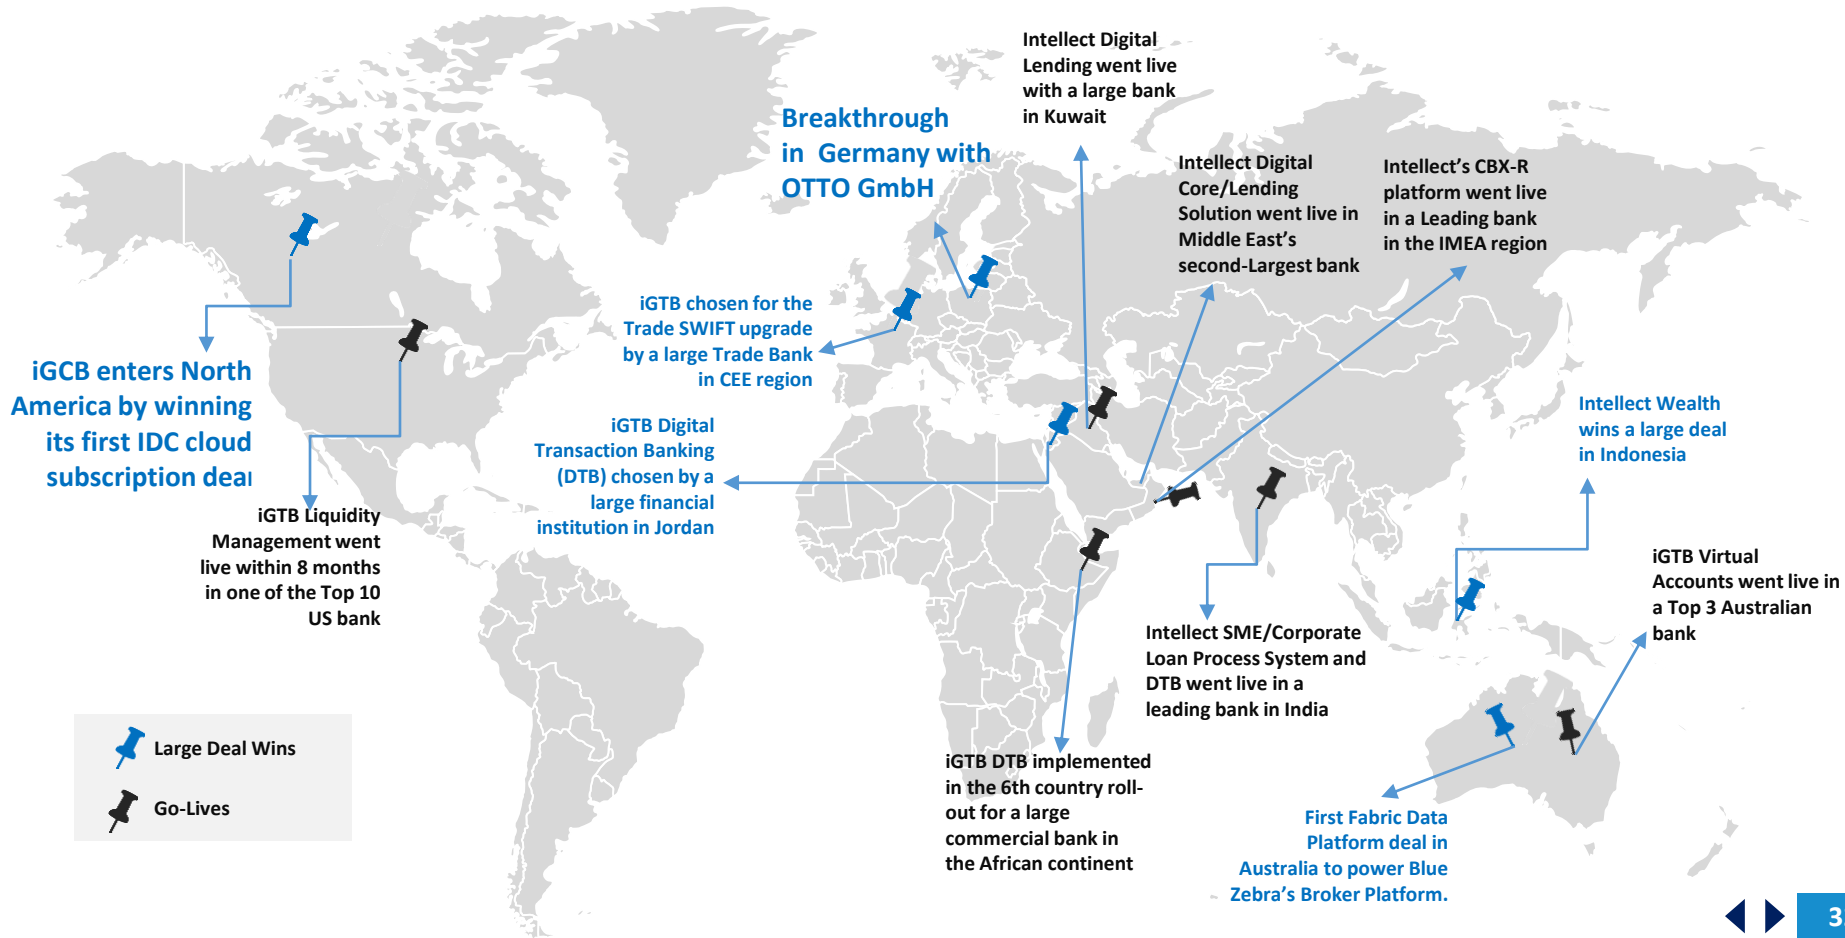 Intellect Digital
Lending went live
with a large bank
in Kuwait
Breakthrough
in Germany with
OTTO GmbH
Intellect Digital
Core/Lending
Solution went live in
Middle East's
second-Largest bank
Intellect's CBX-R
platform went live
in a Leading bank
in the IMEA region
iGTB chosen for the
Trade SWIFT upgrade
by a large Trade Bank
in CEE region
iGCB enters North
America by winning
its first IDC cloud
subscription deal
iGTB Digital
Transaction Banking
(DTB) chosen by a
large financial
institution in Jordan
Intellect Wealth
wins a large deal
in Indonesia
iGTB Liquidity
Management went
live within 8 months
in one of the Top 10
US bank
iGTB Virtual
Accounts went live in
a Top 3 Australian
bank
Intellect SME/Corporate
Loan Process System and
DTB went live in a
leading bank in India
Large Deal Wins
Go-Lives
iGTB DTB implemented
in the 6th country roll-
out for a large
commercial bank in
the African continent
First Fabric Data
Platform deal in
Australia to power Blue
Zebra's Broker Platform.
3